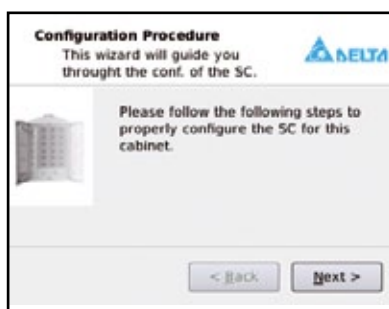 Configuration Procedure
This wizard will guide you
throught the conf. of the SC.
DELTA
Please follow the following steps to
properly configure the SC for this
cabinet.
< Back
Next >